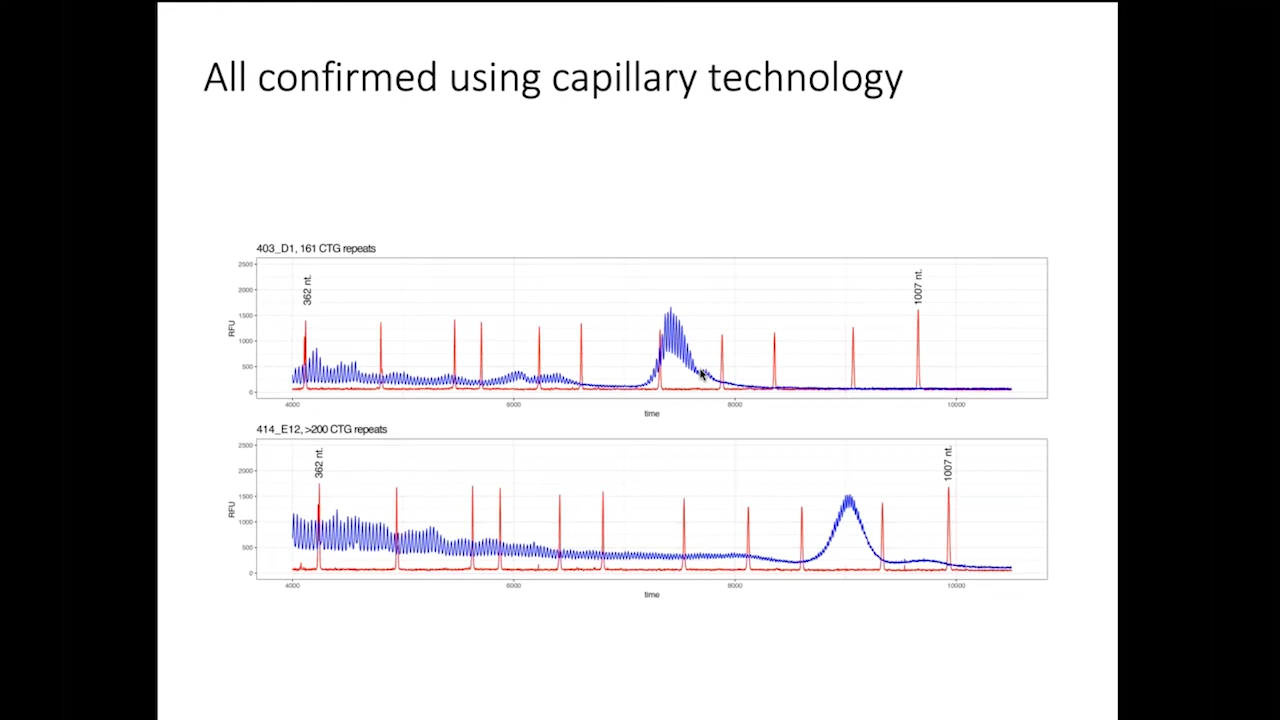 All confirmed using capillary technology
403_D1, 161 CTG repeats
RFU
2500
2000
1500
1000
500
0
362 nt.
1007 nt.
4000 6000 8000 10000
time
414_E12, >200 CTG repeats
RFU
2500
2000
1500
1000
500
0
362 nt.
1007 nt.
4000 6000 8000 10000
time